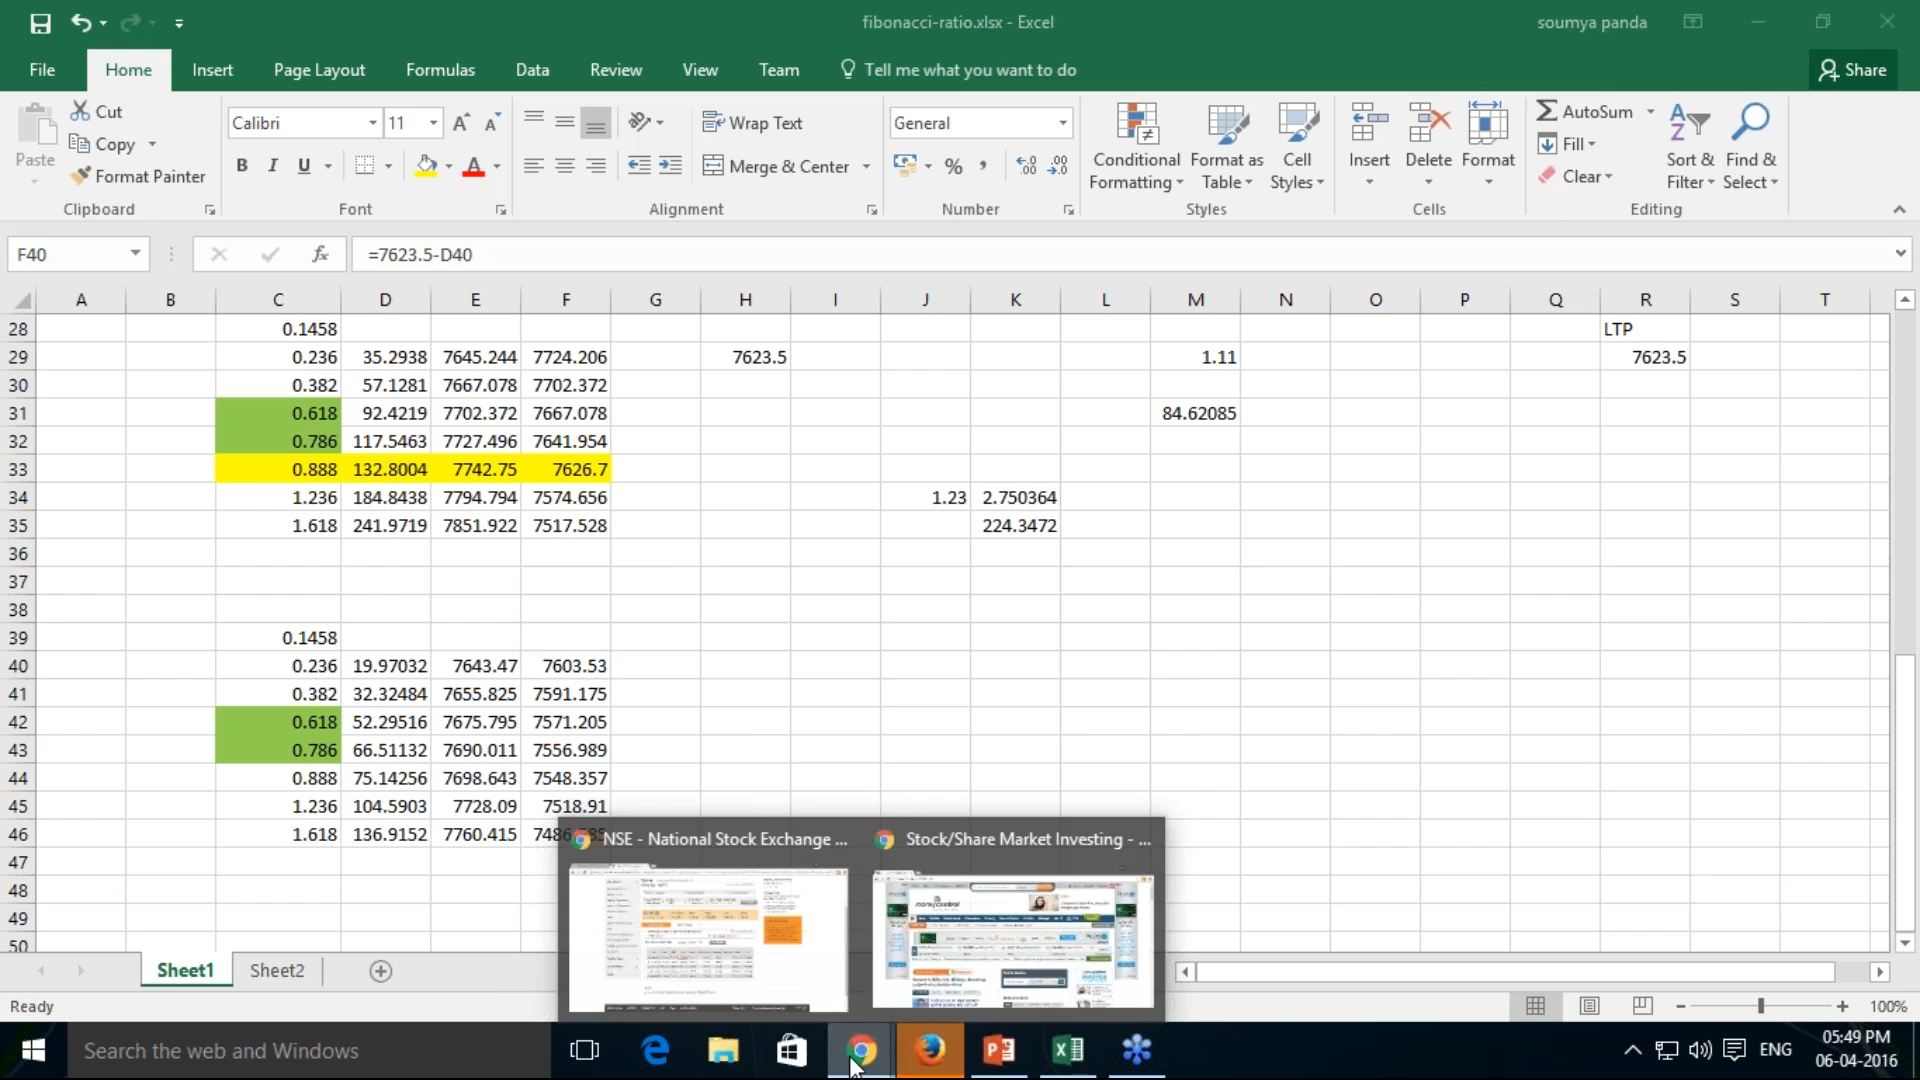 fibonacci-ratio.xlsx - Excel
soumya panda
File Home Insert Page Layout Formulas Data Review View Team Tell me what you want to do Share
Paste
Cut
Copy
Format Painter
Clipboard
Calibri 11
B I U
Font
Wrap Text
Merge & Center
Alignment
General
%
Number
Conditional Formatting
Format as Table
Cell Styles
Styles
Insert Delete Format
Cells
AutoSum
Fill
Clear
Sort & Filter
Find & Select
Editing
F40 fx =7623.5-D40
A B C D E F G H I J K L M N O P Q R S T
28 0.1458 LTP
29 0.236 35.2938 7645.244 7724.206 7623.5 1.11 7623.5
30 0.382 57.1281 7667.078 7702.372
31 0.618 92.4219 7702.372 7667.078 84.62085
32 0.786 117.5463 7727.496 7641.954
33 0.888 132.8004 7742.75 7626.7
34 1.236 184.8438 7794.794 7574.656 1.23 2.750364
35 1.618 241.9719 7851.922 7517.528 224.3472
36
37
38
39 0.1458
40 0.236 19.97032 7643.47 7603.53
41 0.382 32.32484 7655.825 7591.175
42 0.618 52.29516 7675.795 7571.205
43 0.786 66.51132 7690.011 7556.989
44 0.888 75.14256 7698.643 7548.357
45 1.236 104.5903 7728.09 7518.91
46 1.618 136.9152 7760.415
47
48
49
50
NSE - National Stock Exchange ...
Stock/Share Market Investing - ...
moneycontrol
Sheet1 Sheet2
Ready
100%
Search the web and Windows
ENG
05:49 PM
06-04-2016